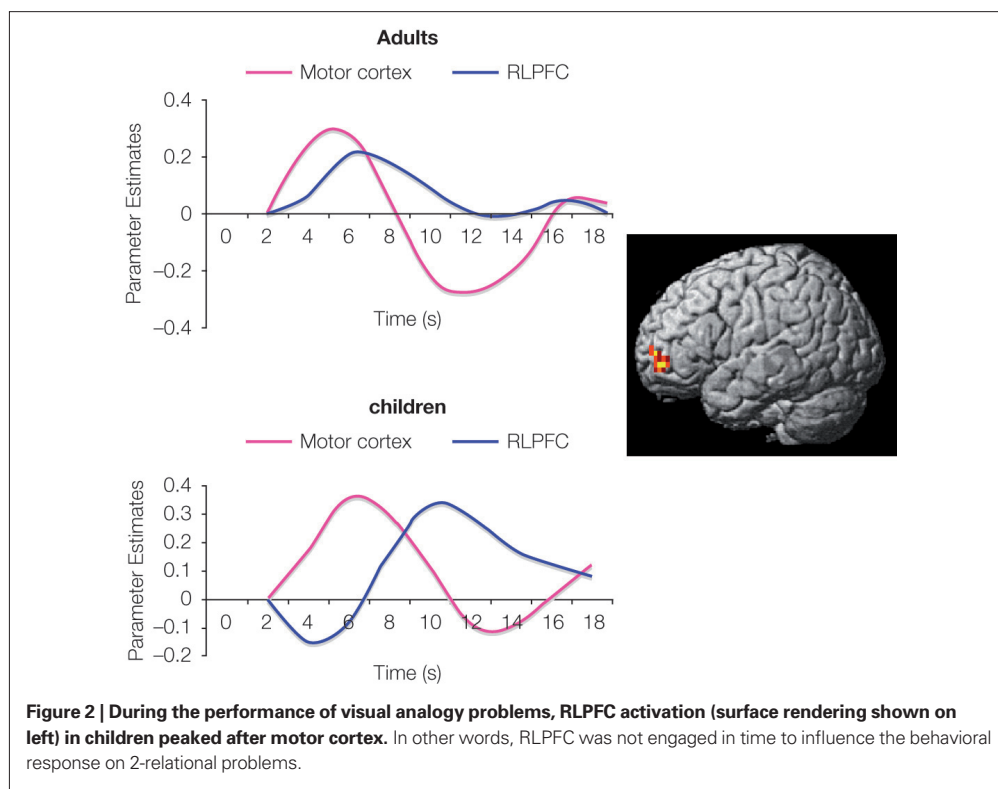 Adults
Motor cortex RLPFC
Parameter Estimates
0.4
0.2
0
−0.2
−0.4
0 2 4 6 8 10 12 14 16 18
Time (s)
children
Motor cortex RLPFC
Parameter Estimates
0.4
0.3
0.2
0.1
0
−0.1
−0.2
0 2 4 6 8 10 12 14 16 18
Time (s)
Figure 2 | During the performance of visual analogy problems, RLPFC activation (surface rendering shown on
left) in children peaked after motor cortex. In other words, RLPFC was not engaged in time to influence the behavioral
response on 2-relational problems.